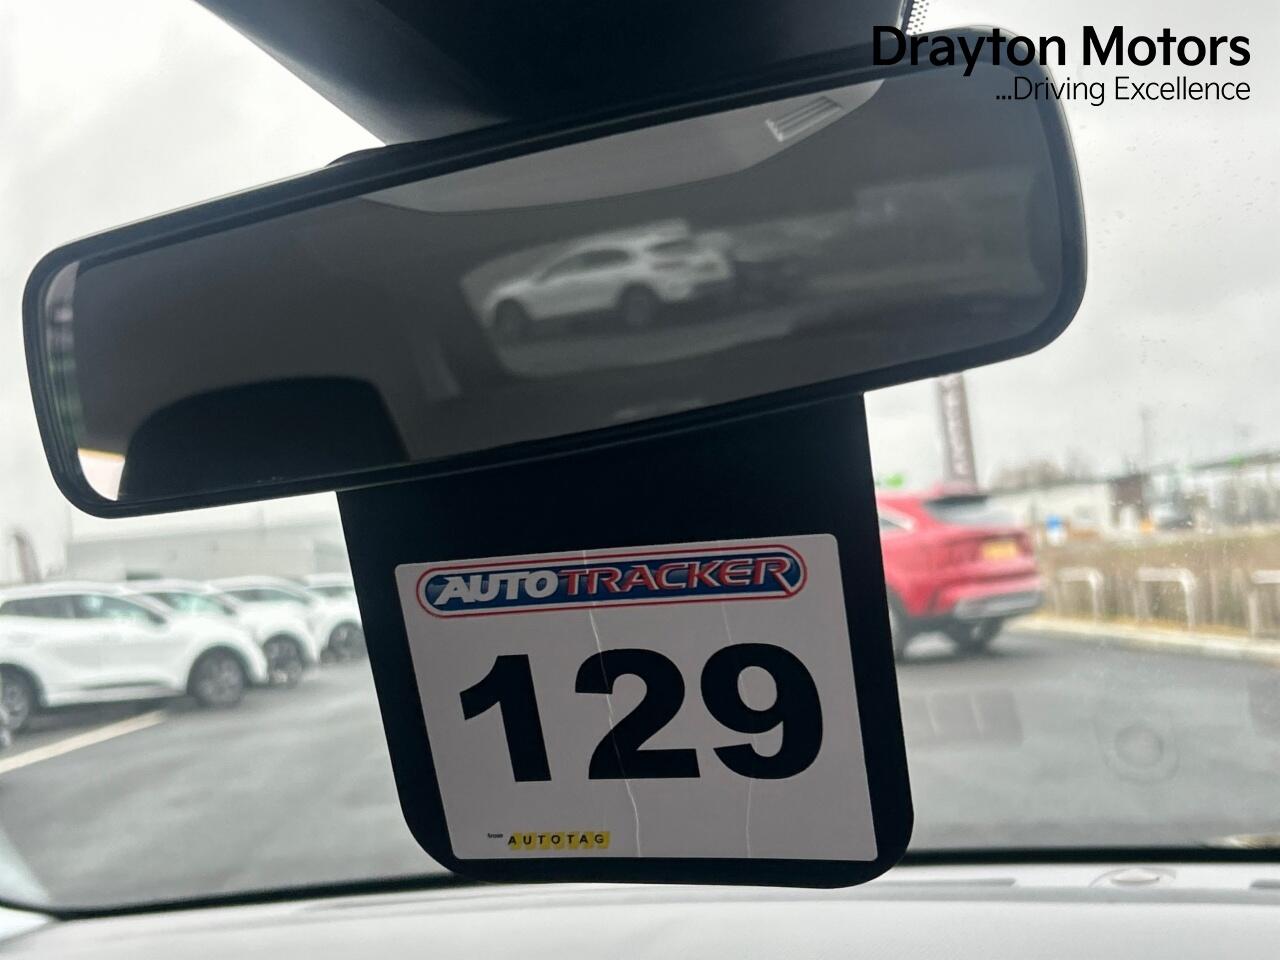 Drayton Motors
...Driving Excellence
AUTOTRACKER
129
from AUTOTAG